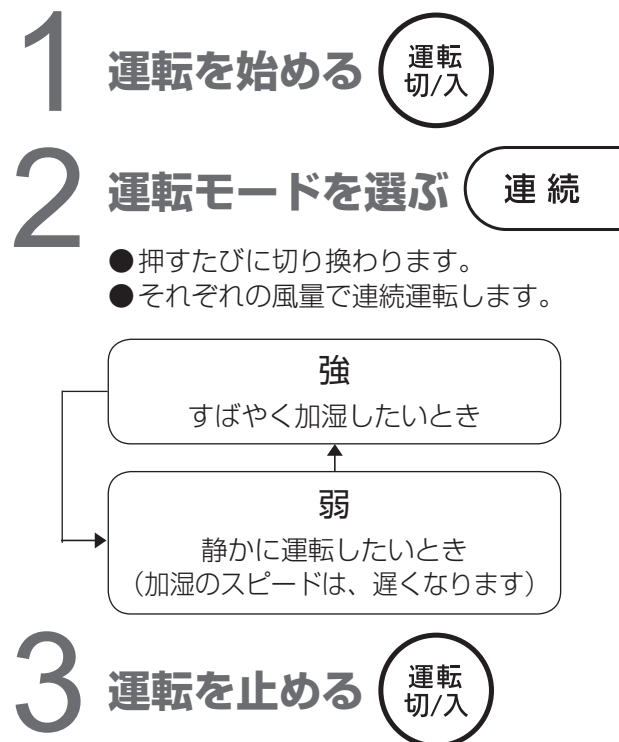 1 運転を始める 運転
切/入
2 運転モードを選ぶ 連続
●押すたびに切り換わります。
●それぞれの風量で連続運転します。
強
すばやく加湿したいとき
弱
静かに運転したいとき
（加湿のスピードは、遅くなります）
3 運転を止める 運転
切/入